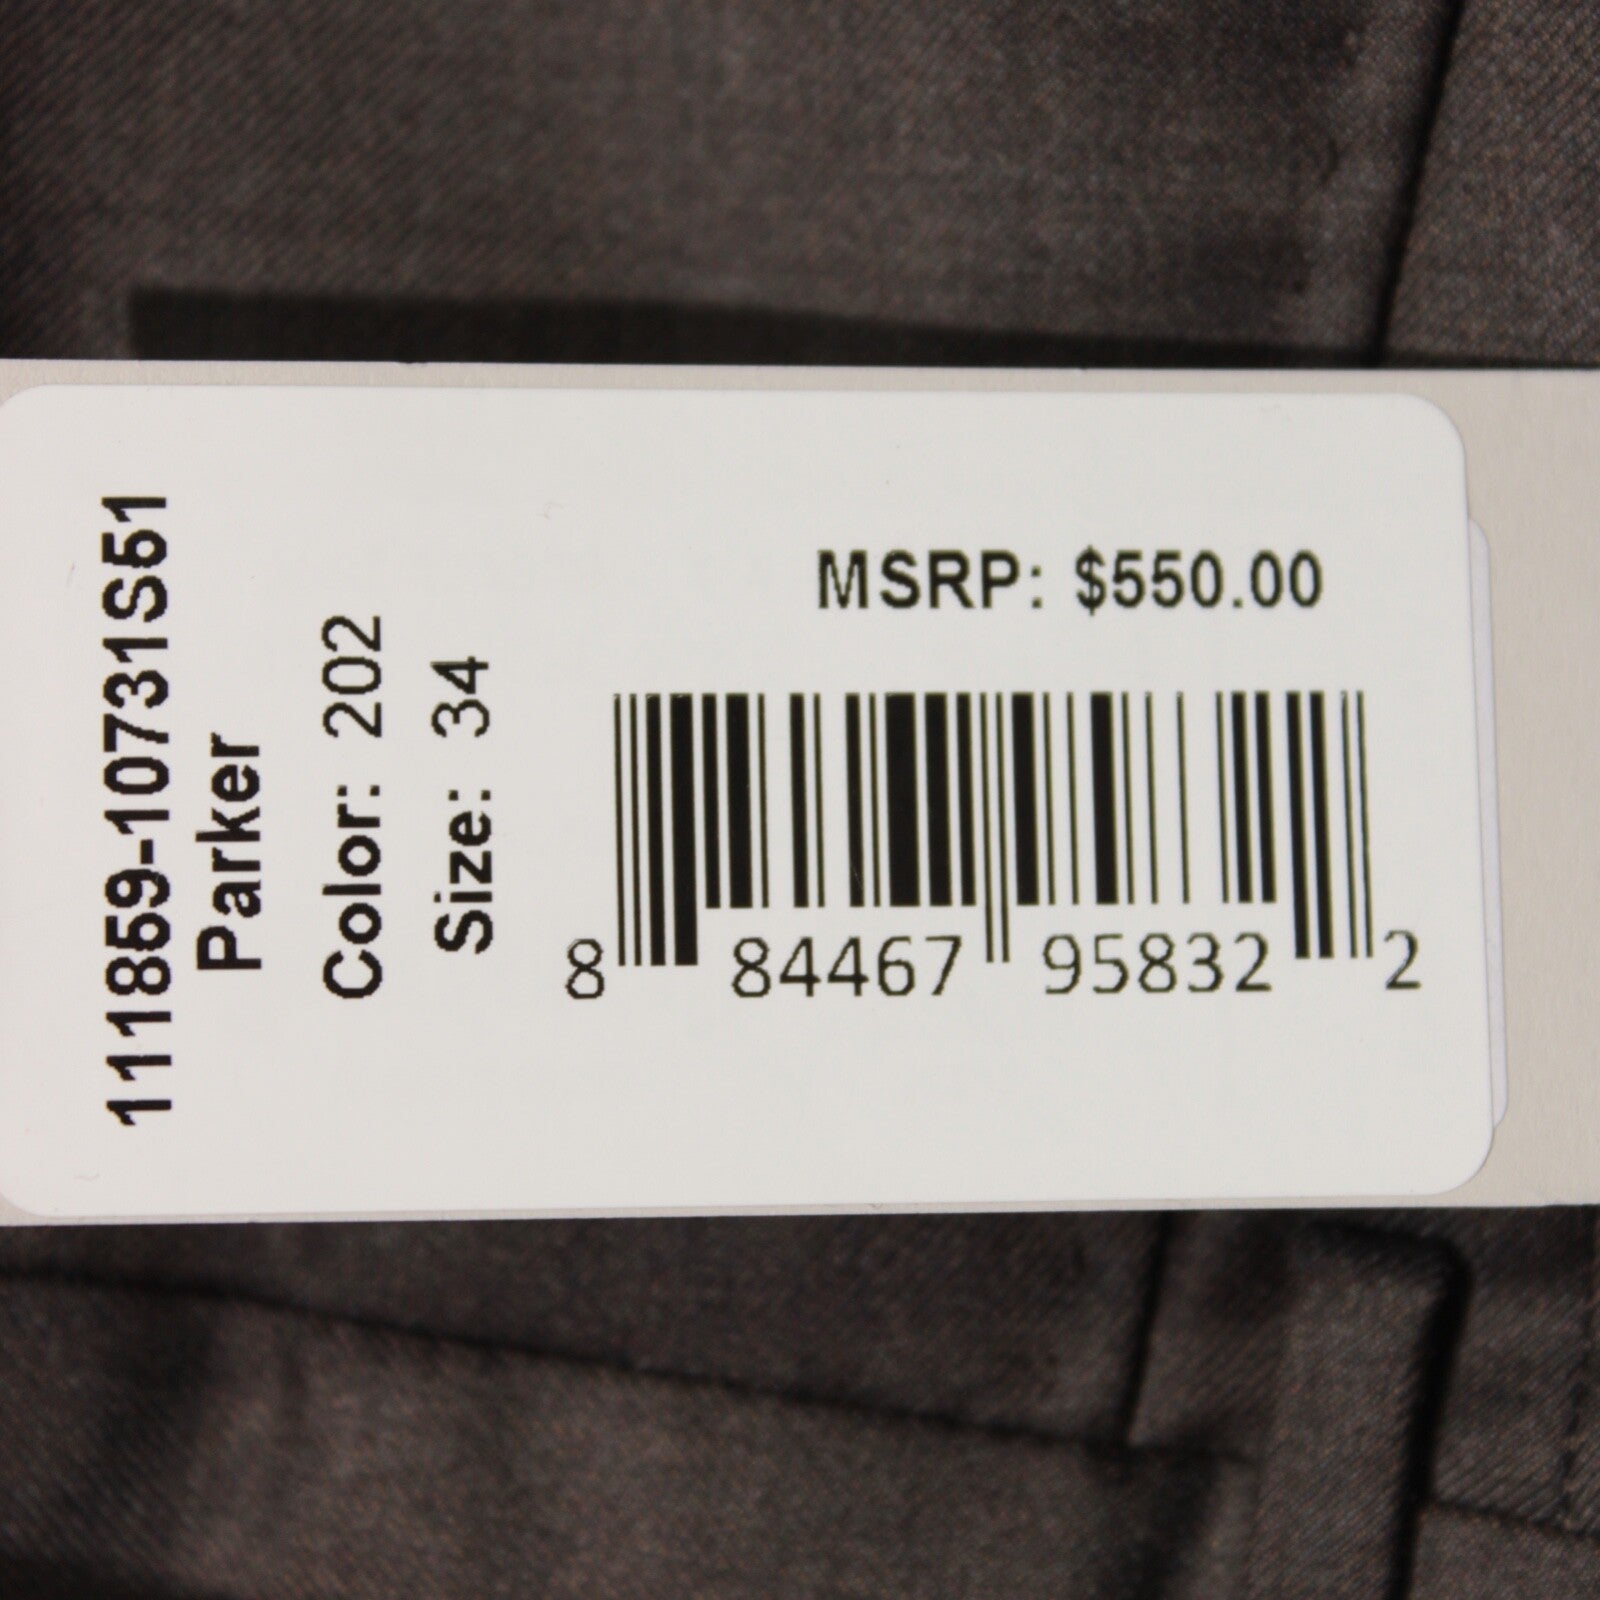 111859-10731S51
Parker
Color: 202
Size: 34
MSRP: $550.00
8 84467 95832 2